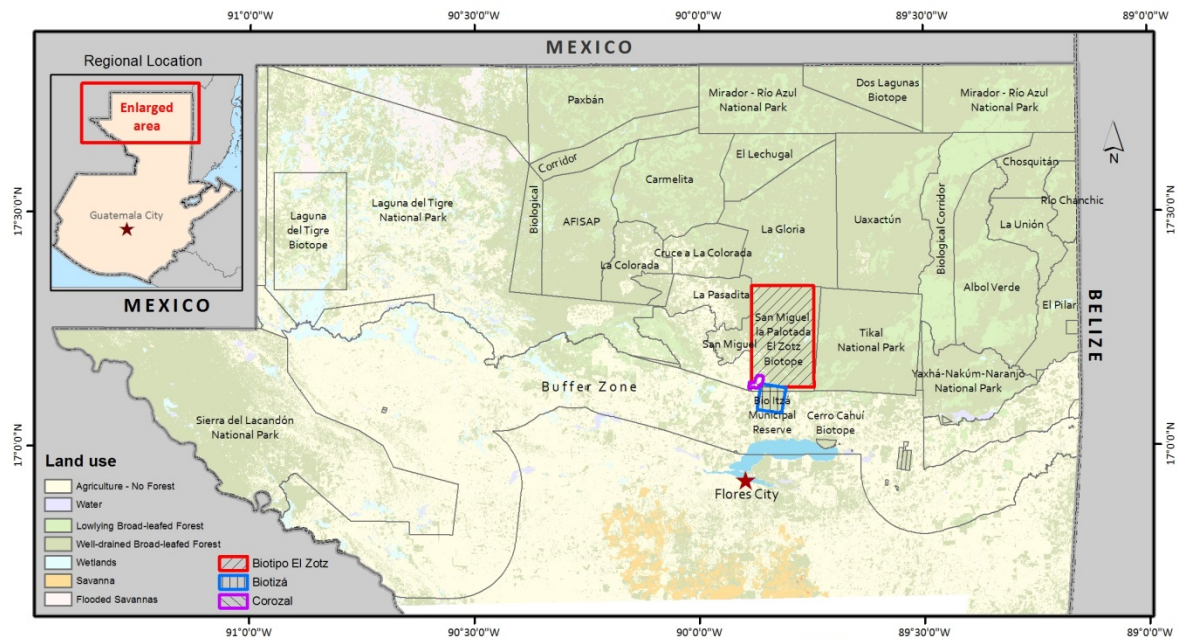 91°0'0"W
90°30'0"W
90°0'0"W
89°30'0"W
89°0'0"W
MEXICO
Regional Location
Enlarged
area
Guatemala City
MEXICO
BELIZE
N
17°30'0"N
17°0'0"N
17°30'0"N
17°0'0"N
Paxbán
Mirador - Río Azul
National Park
Dos Lagunas
Biotope
Mirador - Río Azul
National Park
Corridor
Biological
El Lechugal
Carmelita
Chosquitán
Río Chanchic
Laguna
del Tigre
Biotope
Laguna del Tigre
National Park
AFISAP
La Gloria
Uaxactún
Biological Corridor
La Unión
Cruce a La Colorada
La Colorada
La Pasadita
Albol Verde
El Pilar
San Miguel
la Palotada
El Zotz
Biotope
San Miguel
Tikal
National Park
Yaxhá-Nakúm-Naranjo
National Park
Buffer Zone
Bio Itzá
Municipal
Reserve
Cerro Cahuí
Biotope
Sierra del Lacandón
National Park
Flores City
Land use
Agriculture - No Forest
Water
Lowlying Broad-leafed Forest
Well-drained Broad-leafed Forest
Wetlands
Savanna
Flooded Savannas
Biotipo El Zotz
Biotizá
Corozal
91°0'0"W
90°30'0"W
90°0'0"W
89°30'0"W
89°0'0"W